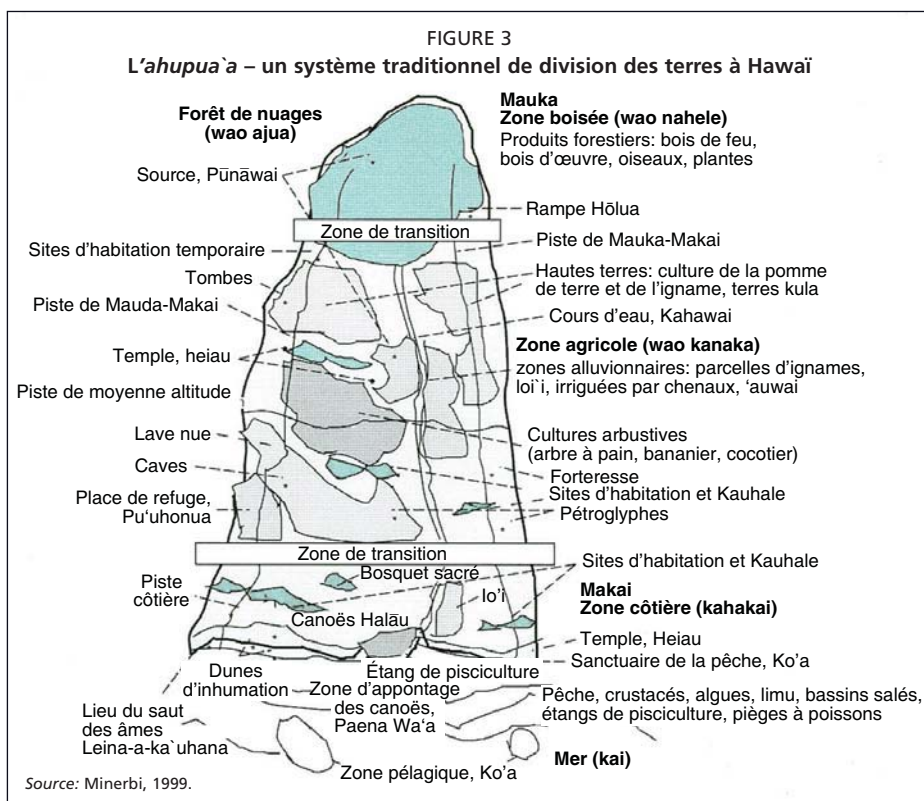 FIGURE 3
L'ahupua`a – un système traditionnel de division des terres à Hawaï
Forêt de nuages
(wao ajua)
Mauka
Zone boisée (wao nahele)
Produits forestiers: bois de feu,
bois d'œuvre, oiseaux, plantes
Source, Pūnāwai
Rampe Hōlua
Zone de transition
Sites d'habitation temporaire
Piste de Mauka-Makai
Tombes
Hautes terres: culture de la pomme
de terre et de l'igname, terres kula
Piste de Mauda-Makai
Cours d'eau, Kahawai
Temple, heiau
Zone agricole (wao kanaka)
zones alluvionnaires: parcelles d'ignames,
loi`i, irriguées par chenaux, ‘auwai
Piste de moyenne altitude
Lave nue
Cultures arbustives
(arbre à pain, bananier, cocotier)
Caves
Forteresse
Sites d'habitation et Kauhale
Place de refuge,
Pu‘uhonua
Pétroglyphes
Zone de transition
Sites d'habitation et Kauhale
Piste
côtière
Bosquet sacré
Io'i
Makai
Zone côtière (kahakai)
Canoës Halāu
Temple, Heiau
Sanctuaire de la pêche, Ko'a
Dunes
d'inhumation
Étang de pisciculture
Zone d'appontage
des canoës,
Paena Wa‘a
Pêche, crustacés, algues, limu, bassins salés,
étangs de pisciculture, pièges à poissons
Lieu du saut
des âmes
Leina-a-ka`uhana
Zone pélagique, Ko'a
Mer (kai)
Source: Minerbi, 1999.